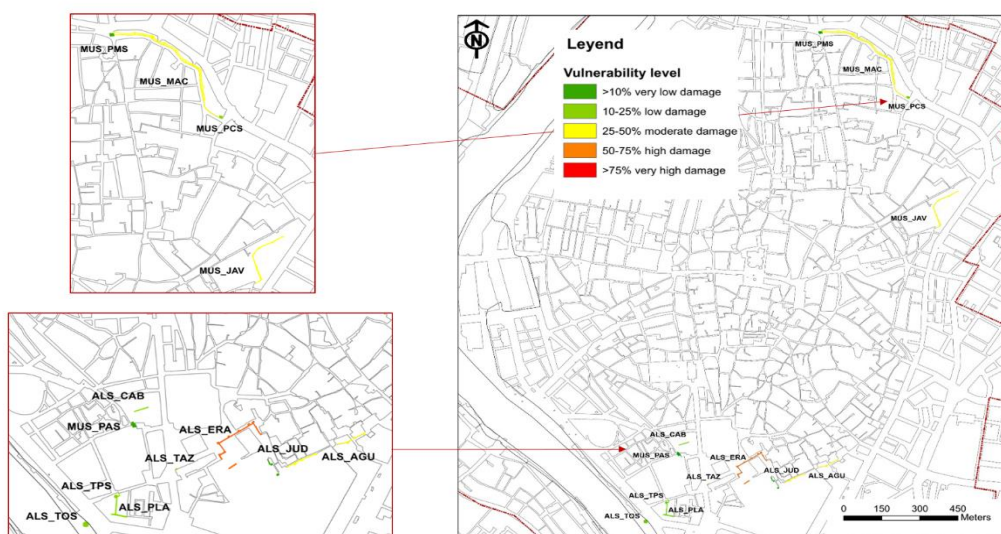 MUS_PMS
MUS_MAC
MUS_PCS
MUS_JAV
ALS_CAB
MUS_PAS
ALS_ERA
ALS_TAZ
ALS_JUD
ALS_AGU
ALS_TPS
ALS_PLA
ALS_TOS
N
Leyend
Vulnerability level
>10% very low damage
10-25% low damage
25-50% moderate damage
50-75% high damage
>75% very high damage
MUS_PMS
MUS_MAC
MUS_PCS
MUS_JAV
ALS_CAB
MUS_PAS
ALS_ERA
ALS_TAZ
ALS_JUD
ALS_AGU
ALS_TPS
ALS_PLA
ALS_TOS
0 150 300 450
Meters